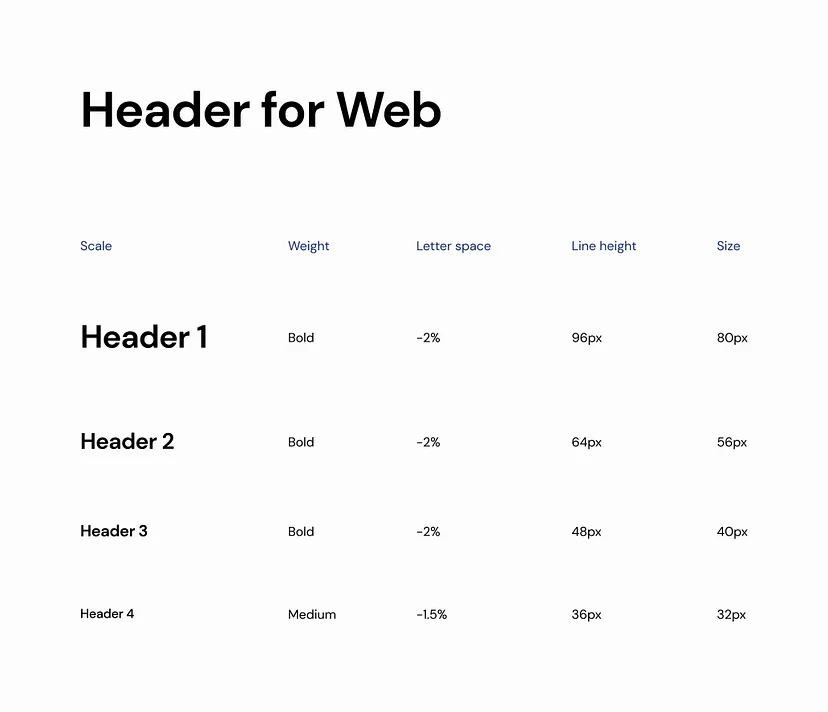 Header for Web
Scale Weight Letter space Line height Size
Header 1 Bold -2% 96px 80px
Header 2 Bold -2% 64px 56px
Header 3 Bold -2% 48px 40px
Header 4 Medium -1.5% 36px 32px